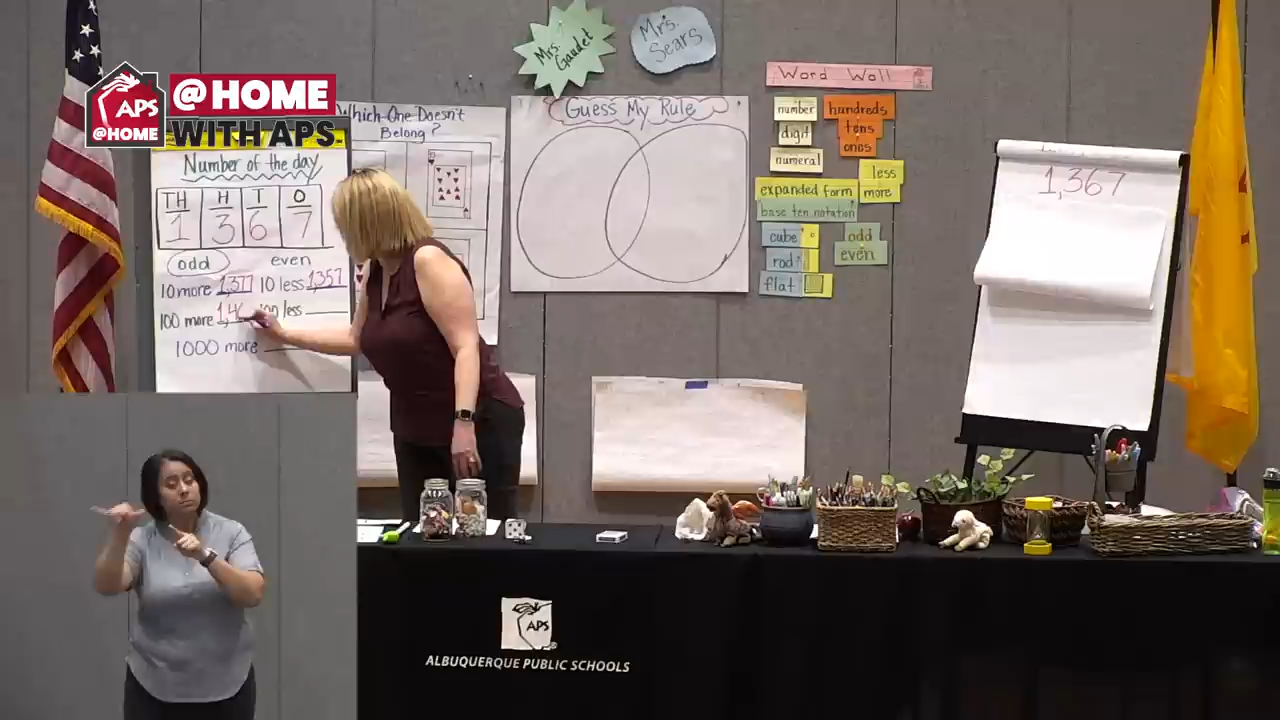 APS
@HOME
@HOME
WITH APS
Number of the day
TH H T O
1 3 6 7
odd even
10 more 1,377 10 less 1,357
100 more 1,4 less
1000 more
Which One Doesn't
Belong?
Mrs. Gaudet
Mrs. Sears
Guess My Rule
Word Wall
number
digit
numeral
hundreds
tens
ones
less
more
expanded form
base ten notation
cube
rod
flat
odd
even
1,367
APS
ALBUQUERQUE PUBLIC SCHOOLS